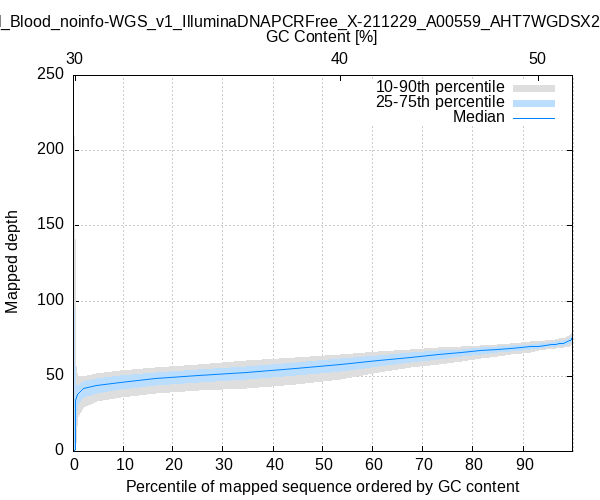 _Blood_noinfo-WGS_v1_IlluminaDNAPCRFree_X-211229_A00559_AHT7WGDSX2
GC Content [%]
30 40 50
250
200
150
100
50
0
Mapped depth
10-90th percentile
25-75th percentile
Median
0 10 20 30 40 50 60 70 80 90
Percentile of mapped sequence ordered by GC content